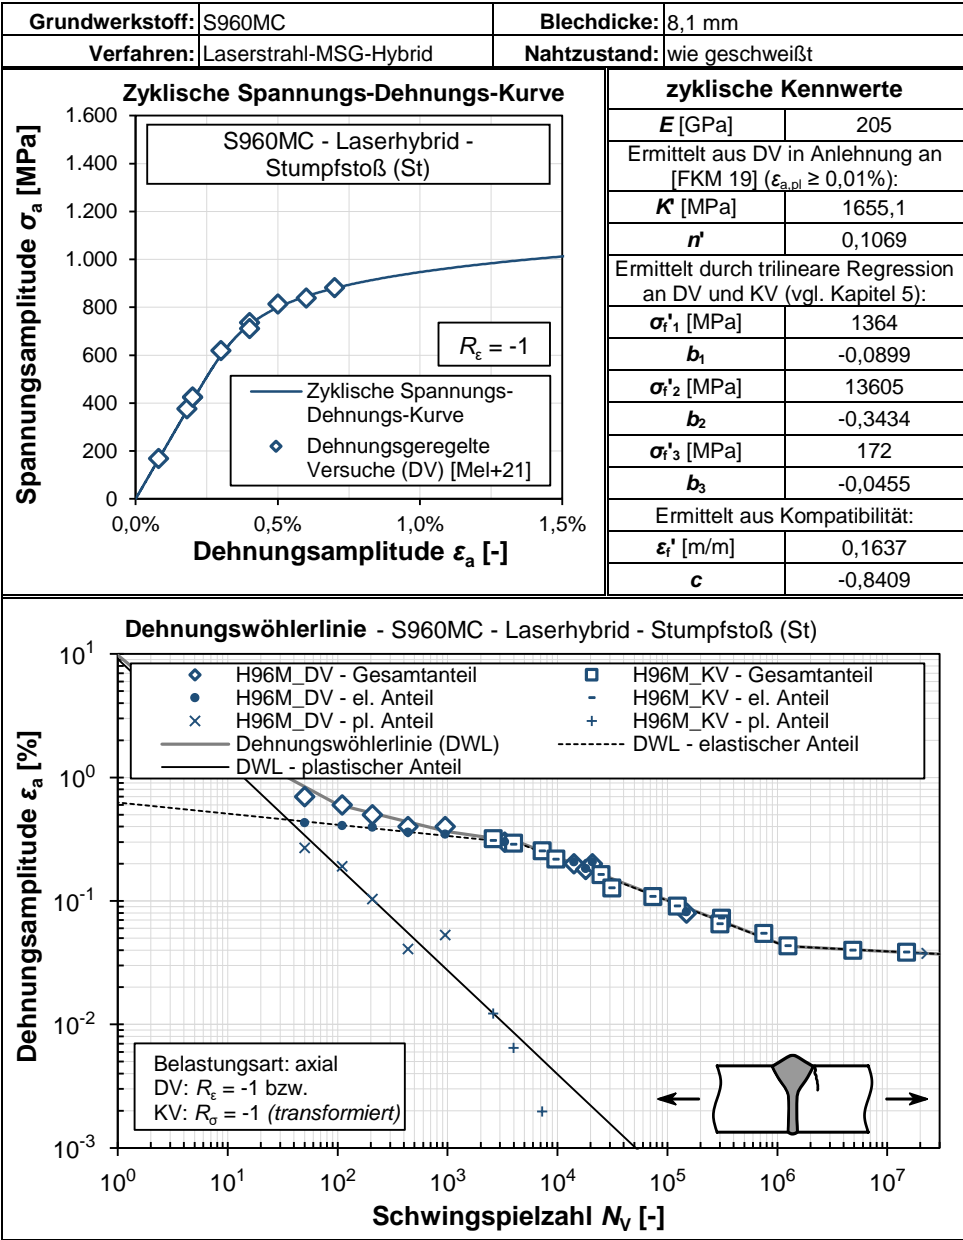 Grundwerkstoff: S960MC Blechdicke: 8,1 mm
Verfahren: Laserstrahl-MSG-Hybrid Nahtzustand: wie geschweißt
Zyklische Spannungs-Dehnungs-Kurve
1.600
1.400
1.200
1.000
800
600
400
200
0
Spannungsamplitude σa [MPa]
S960MC - Laserhybrid -
Stumpfstoß (St)
Rε = -1
Zyklische Spannungs-
Dehnungs-Kurve
Dehnungsgeregelte
Versuche (DV) [Mel+21]
0,0% 0,5% 1,0% 1,5%
Dehnungsamplitude εa [-]
zyklische Kennwerte
E [GPa] 205
Ermittelt aus DV in Anlehnung an
[FKM 19] (εa,pl ≥ 0,01%):
K' [MPa] 1655,1
n' 0,1069
Ermittelt durch trilineare Regression
an DV und KV (vgl. Kapitel 5):
σf'1 [MPa] 1364
b1 -0,0899
σf'2 [MPa] 13605
b2 -0,3434
σf'3 [MPa] 172
b3 -0,0455
Ermittelt aus Kompatibilität:
εf' [m/m] 0,1637
c -0,8409
Dehnungswöhlerlinie - S960MC - Laserhybrid - Stumpfstoß (St)
10^1
10^0
10^-1
10^-2
10^-3
Dehnungsamplitude εa [%]
H96M_DV - Gesamtanteil H96M_KV - Gesamtanteil
H96M_DV - el. Anteil H96M_KV - el. Anteil
H96M_DV - pl. Anteil H96M_KV - pl. Anteil
Dehnungswöhlerlinie (DWL) DWL - elastischer Anteil
DWL - plastischer Anteil
Belastungsart: axial
DV: Rε = -1 bzw.
KV: Rσ = -1 (transformiert)
10^0 10^1 10^2 10^3 10^4 10^5 10^6 10^7
Schwingspielzahl NV [-]